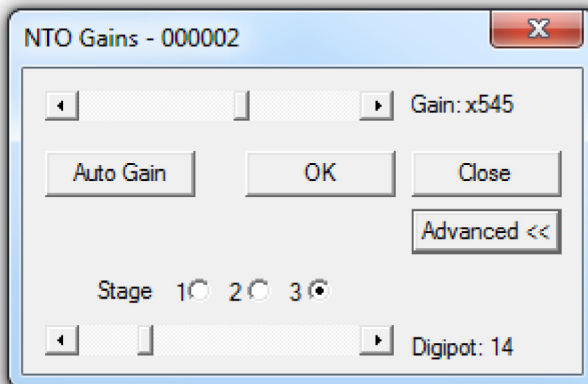 NTO Gains - 000002
Gain: x545
Auto Gain OK Close
Advanced <<
Stage 1 2 3
Digipot: 14